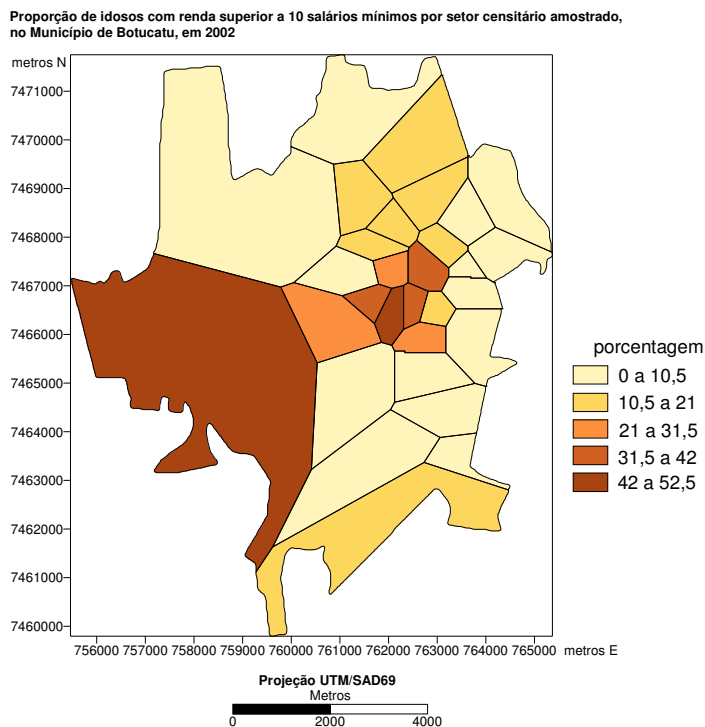 Proporção de idosos com renda superior a 10 salários mínimos por setor censitário amostrado,
no Município de Botucatu, em 2002
metros N
7471000
7470000
7469000
7468000
7467000
7466000
7465000
7464000
7463000
7462000
7461000
7460000
porcentagem
0 a 10,5
10,5 a 21
21 a 31,5
31,5 a 42
42 a 52,5
756000 757000 758000 759000 760000 761000 762000 763000 764000 765000 metros E
Projeção UTM/SAD69
Metros
0 2000 4000